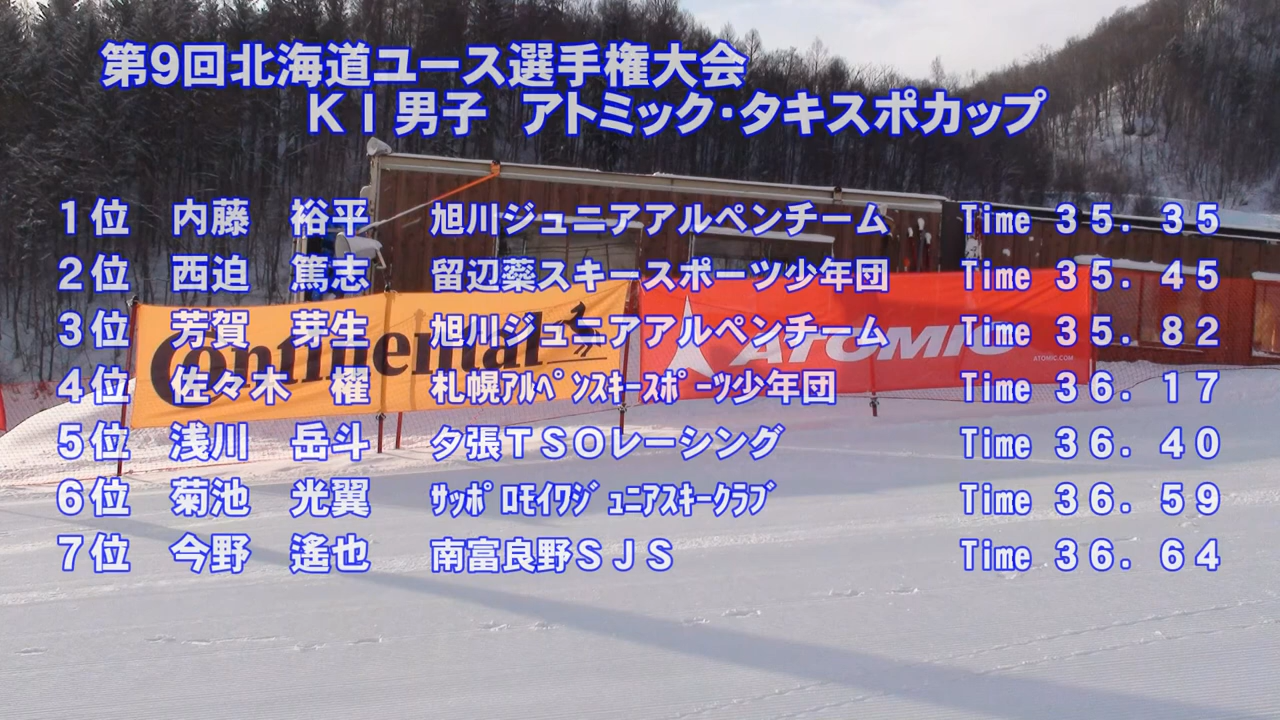 第9回北海道ユース選手権大会
ＫⅠ男子　アトミック・タキスポカップ
１位　内藤　裕平　旭川ジュニアアルペンチーム　Time ３５．３５
２位　西迫　篤志　留辺蘂スキースポーツ少年団　Time ３５．４５
３位　芳賀　芽生　旭川ジュニアアルペンチーム　Time ３５．８２
４位　佐々木　櫂　札幌ｱﾙﾍﾟﾝｽｷｰｽﾎﾟｰﾂ少年団　Time ３６．１７
５位　浅川　岳斗　夕張ＴＳＯレーシング　Time ３６．４０
６位　菊池　光翼　ｻｯﾎﾟﾛﾓｲﾜｼﾞｭﾆｱｽｷｰｸﾗﾌﾞ　Time ３６．５９
７位　今野　遙也　南富良野ＳＪＳ　Time ３６．６４
Continental
ATOMIC
ATOMIC.COM